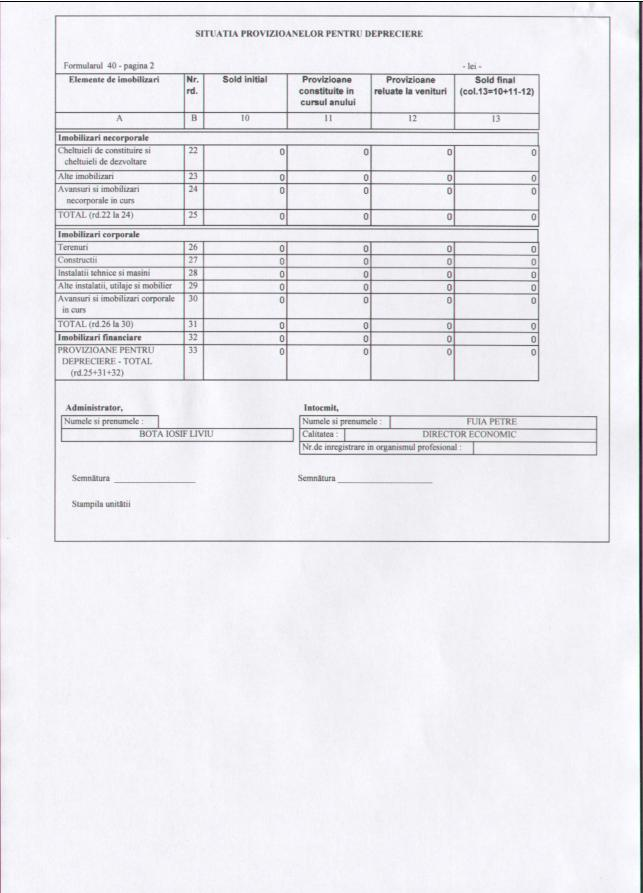 SITUATIA PROVIZIOANELOR PENTRU DEPRECIERE
Formularul 40 - pagina 2 - lei -
Elemente de imobilizari Nr. rd. Sold initial Provizioane constituite in cursul anului Provizioane reluate la venituri Sold final (col.13=10+11-12)
A B 10 11 12 13
Imobilizari necorporale
Cheltuieli de constituire si 22 0 0 0 0
cheltuieli de dezvoltare
Alte imobilizari 23 0 0 0 0
Avansuri si imobilizari 24 0 0 0 0
necorporale in curs
TOTAL (rd.22 la 24) 25 0 0 0 0
Imobilizari corporale
Terenuri 26 0 0 0 0
Constructii 27 0 0 0 0
Instalatii tehnice si masini 28 0 0 0 0
Alte instalatii, utilaje si mobilier 29 0 0 0 0
Avansuri si imobilizari corporale 30 0 0 0 0
in curs
TOTAL (rd.26 la 30) 31 0 0 0 0
Imobilizari financiare 32 0 0 0 0
PROVIZIOANE PENTRU 33 0 0 0 0
DEPRECIERE - TOTAL
(rd.25+31+32)
Administrator, Intocmit,
Numele si prenumele : Numele si prenumele : FUIA PETRE
BOTA IOSIF LIVIU Calitatea : DIRECTOR ECONOMIC
Nr.de inregistrare in organismul profesional :
Semnătura Semnătura
Stampila unitătii